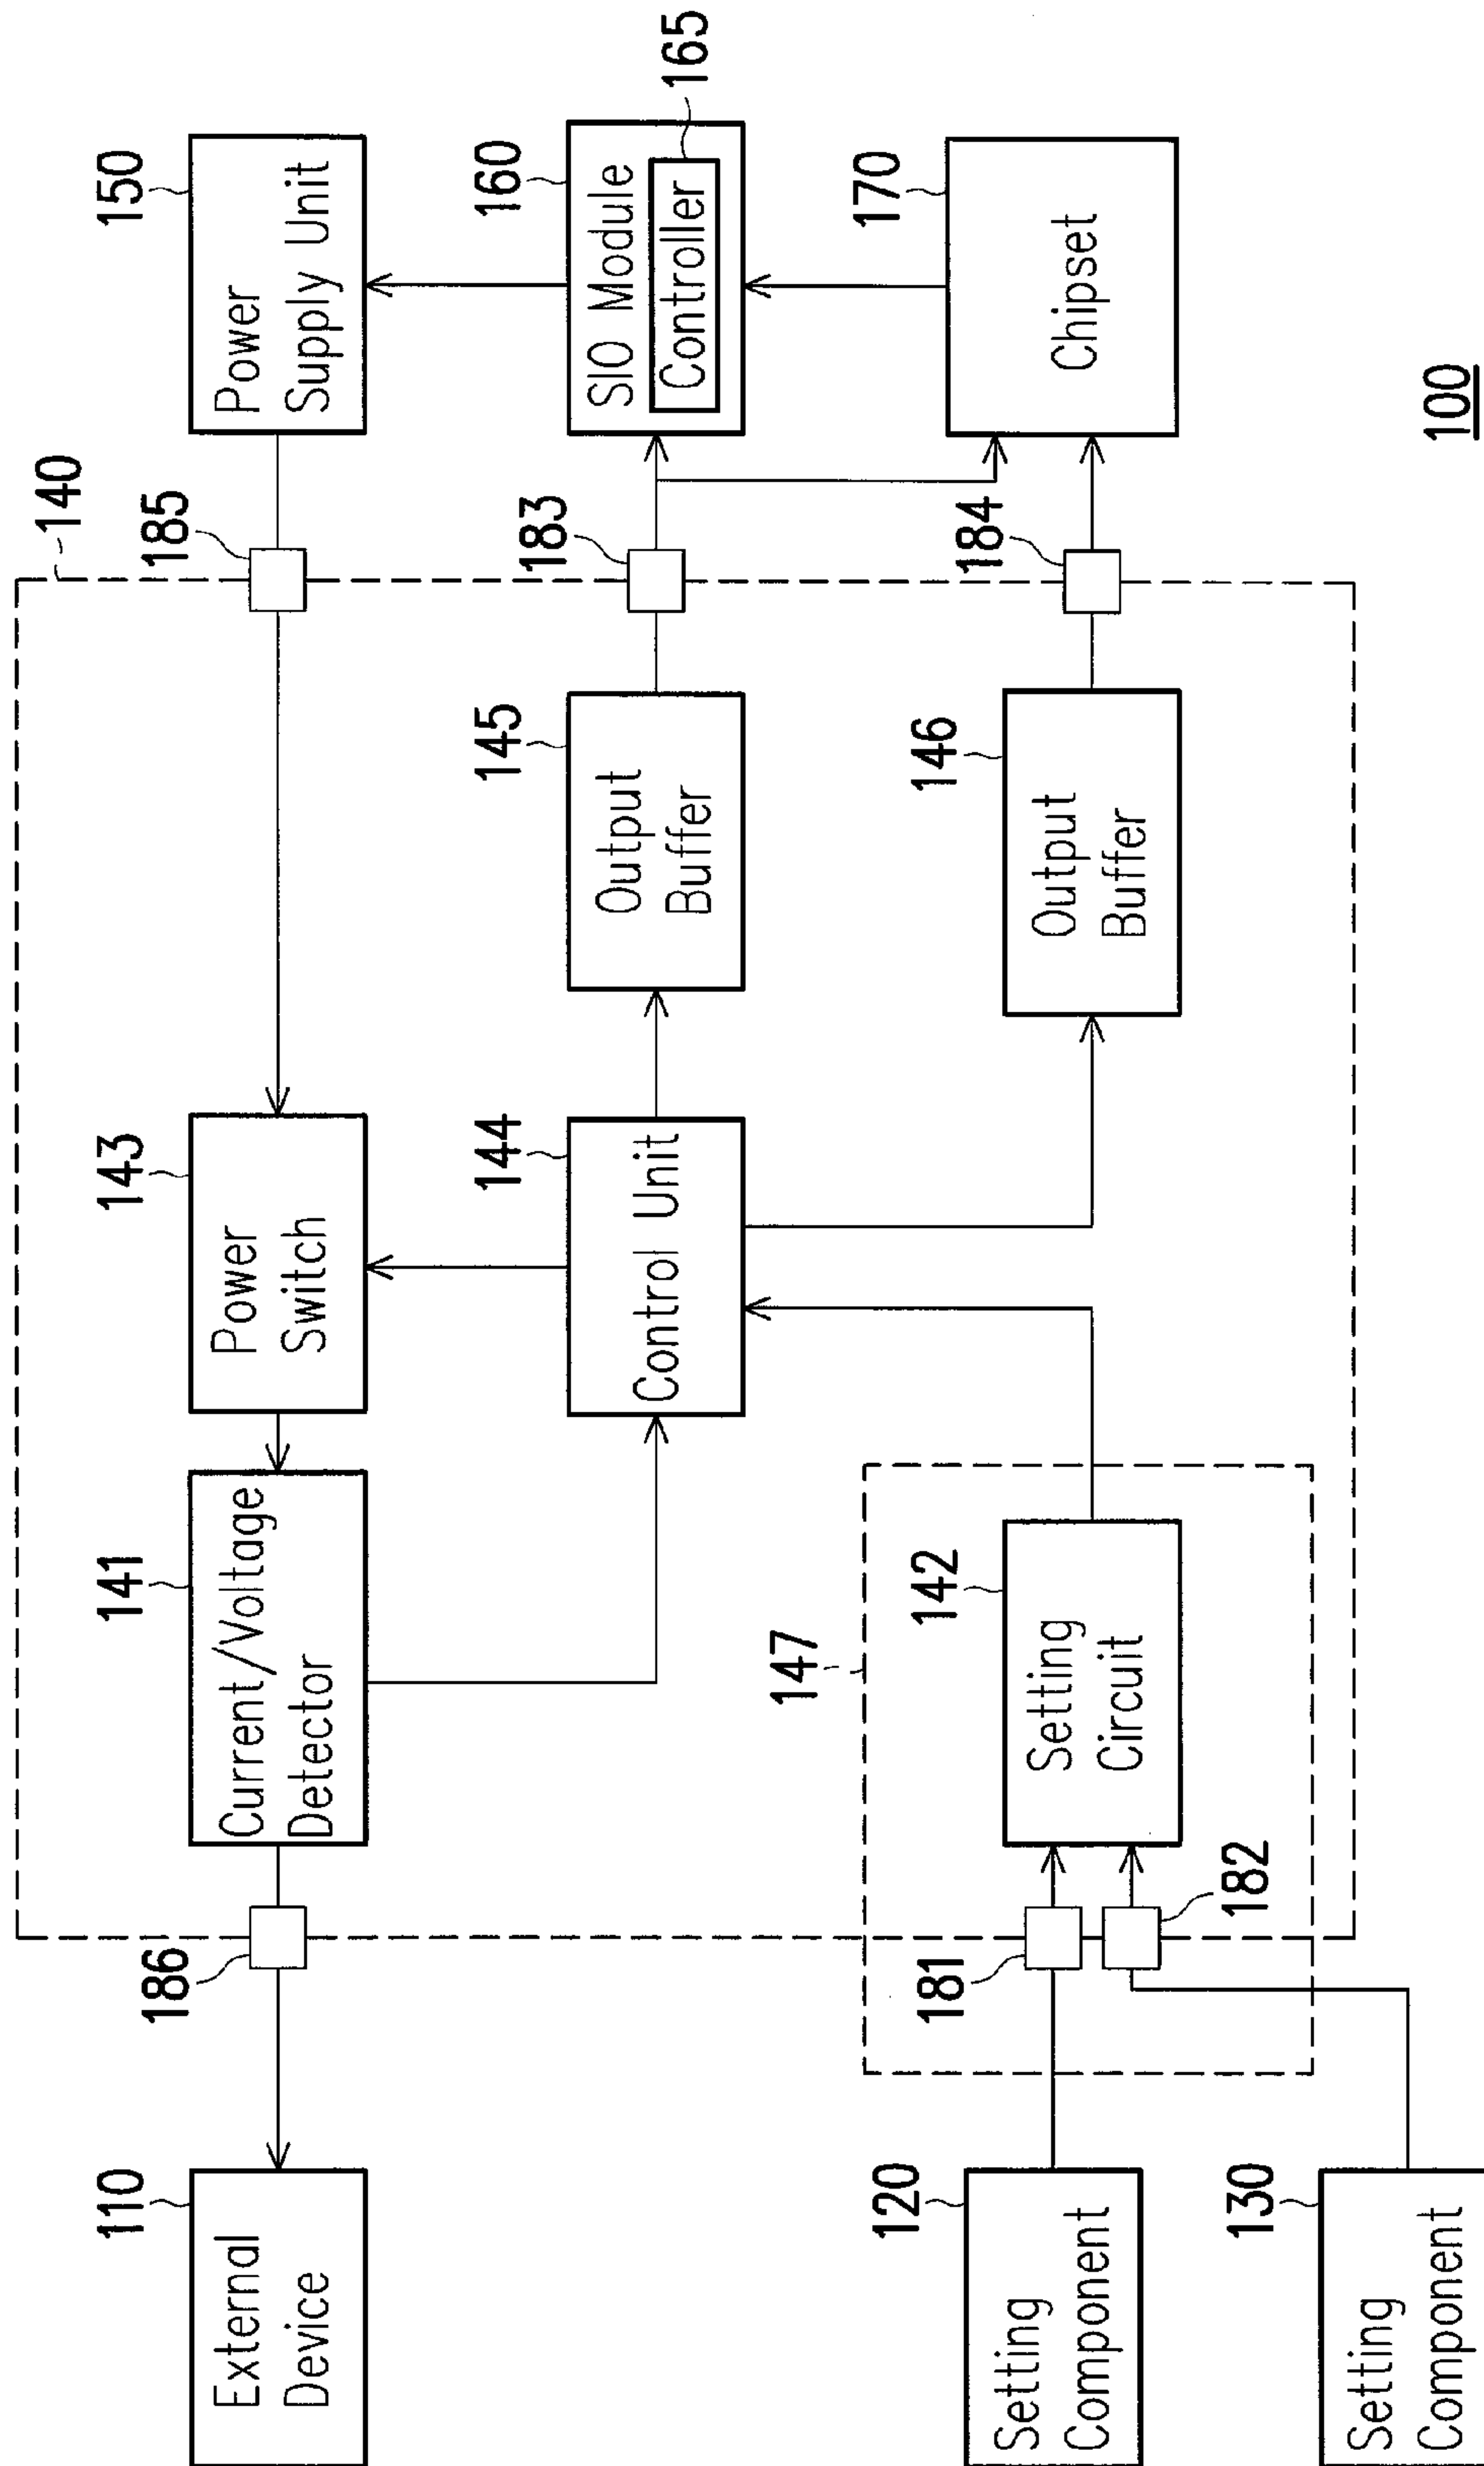 100
140
110
External
Device
186
141
Current/Voltage
Detector
143
Power
Switch
185
150
Power
Supply Unit
144
Control Unit
145
Output
Buffer
183
160
SIO Module
Controller
165
120
Setting
Component
181
147
142
Setting
Circuit
182
146
Output
Buffer
184
170
Chipset
130
Setting
Component